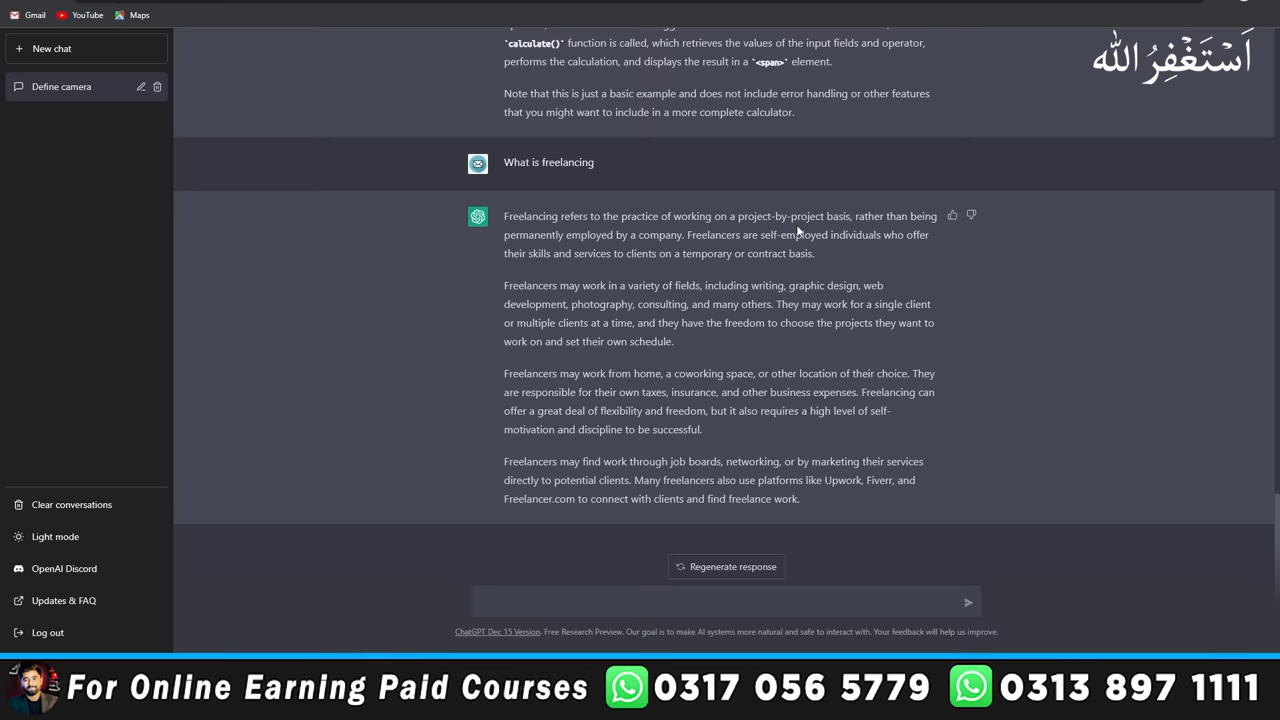 Gmail
YouTube
Maps
New chat
Define camera
Clear conversations
Light mode
OpenAI Discord
Updates & FAQ
Log out
`calculate()` function is called, which retrieves the values of the input fields and operator,
performs the calculation, and displays the result in a `<span>` element.
Note that this is just a basic example and does not include error handling or other features
that you might want to include in a more complete calculator.
أَسْتَغْفِرُ اللّٰه
What is freelancing
Freelancing refers to the practice of working on a project-by-project basis, rather than being
permanently employed by a company. Freelancers are self-employed individuals who offer
their skills and services to clients on a temporary or contract basis.
Freelancers may work in a variety of fields, including writing, graphic design, web
development, photography, consulting, and many others. They may work for a single client
or multiple clients at a time, and they have the freedom to choose the projects they want to
work on and set their own schedule.
Freelancers may work from home, a coworking space, or other location of their choice. They
are responsible for their own taxes, insurance, and other business expenses. Freelancing can
offer a great deal of flexibility and freedom, but it also requires a high level of self-
motivation and discipline to be successful.
Freelancers may find work through job boards, networking, or by marketing their services
directly to potential clients. Many freelancers also use platforms like Upwork, Fiverr, and
Freelancer.com to connect with clients and find freelance work.
Regenerate response
ChatGPT Dec 15 Version. Free Research Preview. Our goal is to make AI systems more natural and safe to interact with. Your feedback will help us improve.
For Online Earning Paid Courses 0317 056 5779 0313 897 1111